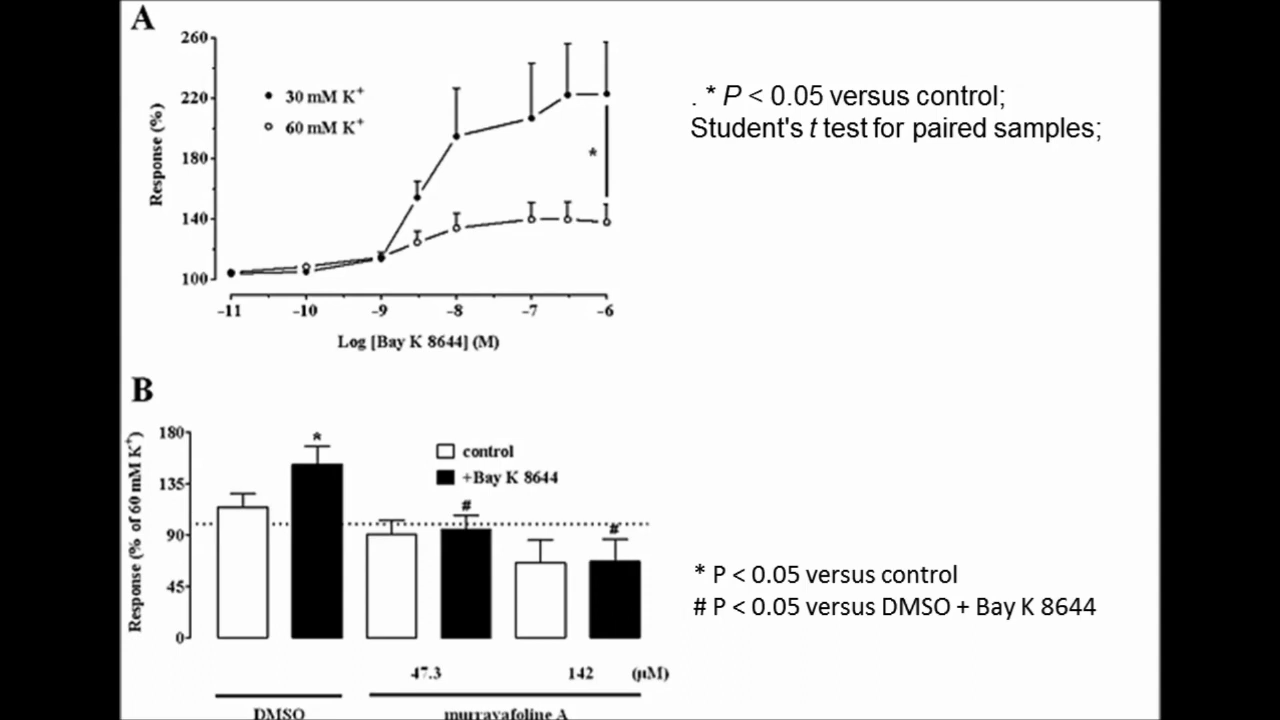 A
260
220
180
140
100
Response (%)
30 mM K+
60 mM K+
*
-11 -10 -9 -8 -7 -6
Log [Bay K 8644] (M)
. * P < 0.05 versus control;
Student's t test for paired samples;
B
180
135
90
45
0
Response (% of 60 mM K+)
control
+Bay K 8644
*
#
#
47.3 142 (µM)
DMSO murrayafoline A
* P < 0.05 versus control
# P < 0.05 versus DMSO + Bay K 8644